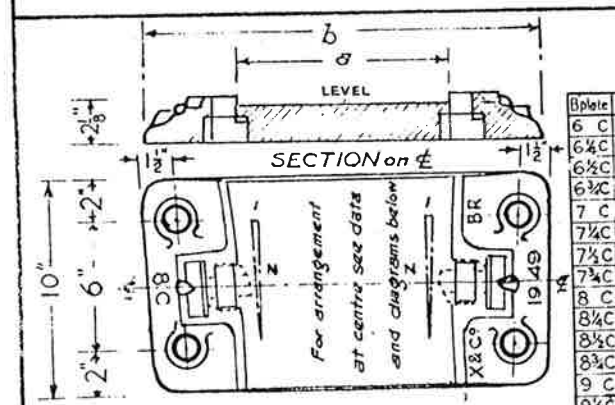 b
a
LEVEL
2⅛"
1½"
SECTION on ℄
1½"
10"
2"
6"
2"
8.C
For arrangement
at centre see data
and diagrams below
N
N
BR
1949
X & Cº
Bplate
6 C
6¼C
6½C
6¾C
7 C
7¼C
7½C
7¾C
8 C
8¼C
8½C
8¾C
9 C